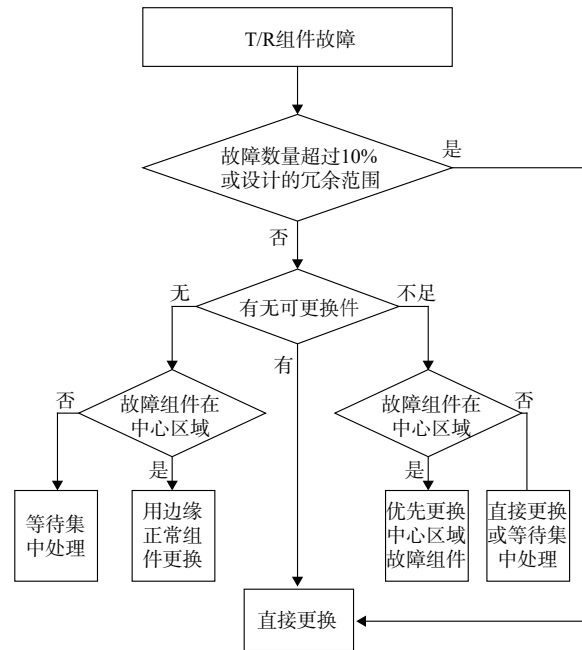 T/R组件故障
故障数量超过10%
或设计的冗余范围
是
否
无
有无可更换件
不足
有
否
故障组件在
中心区域
是
故障组件在
中心区域
否
是
等待集
中处理
用边缘
正常组
件更换
优先更换
中心区域
故障组件
直接更换
或等待集
中处理
直接更换